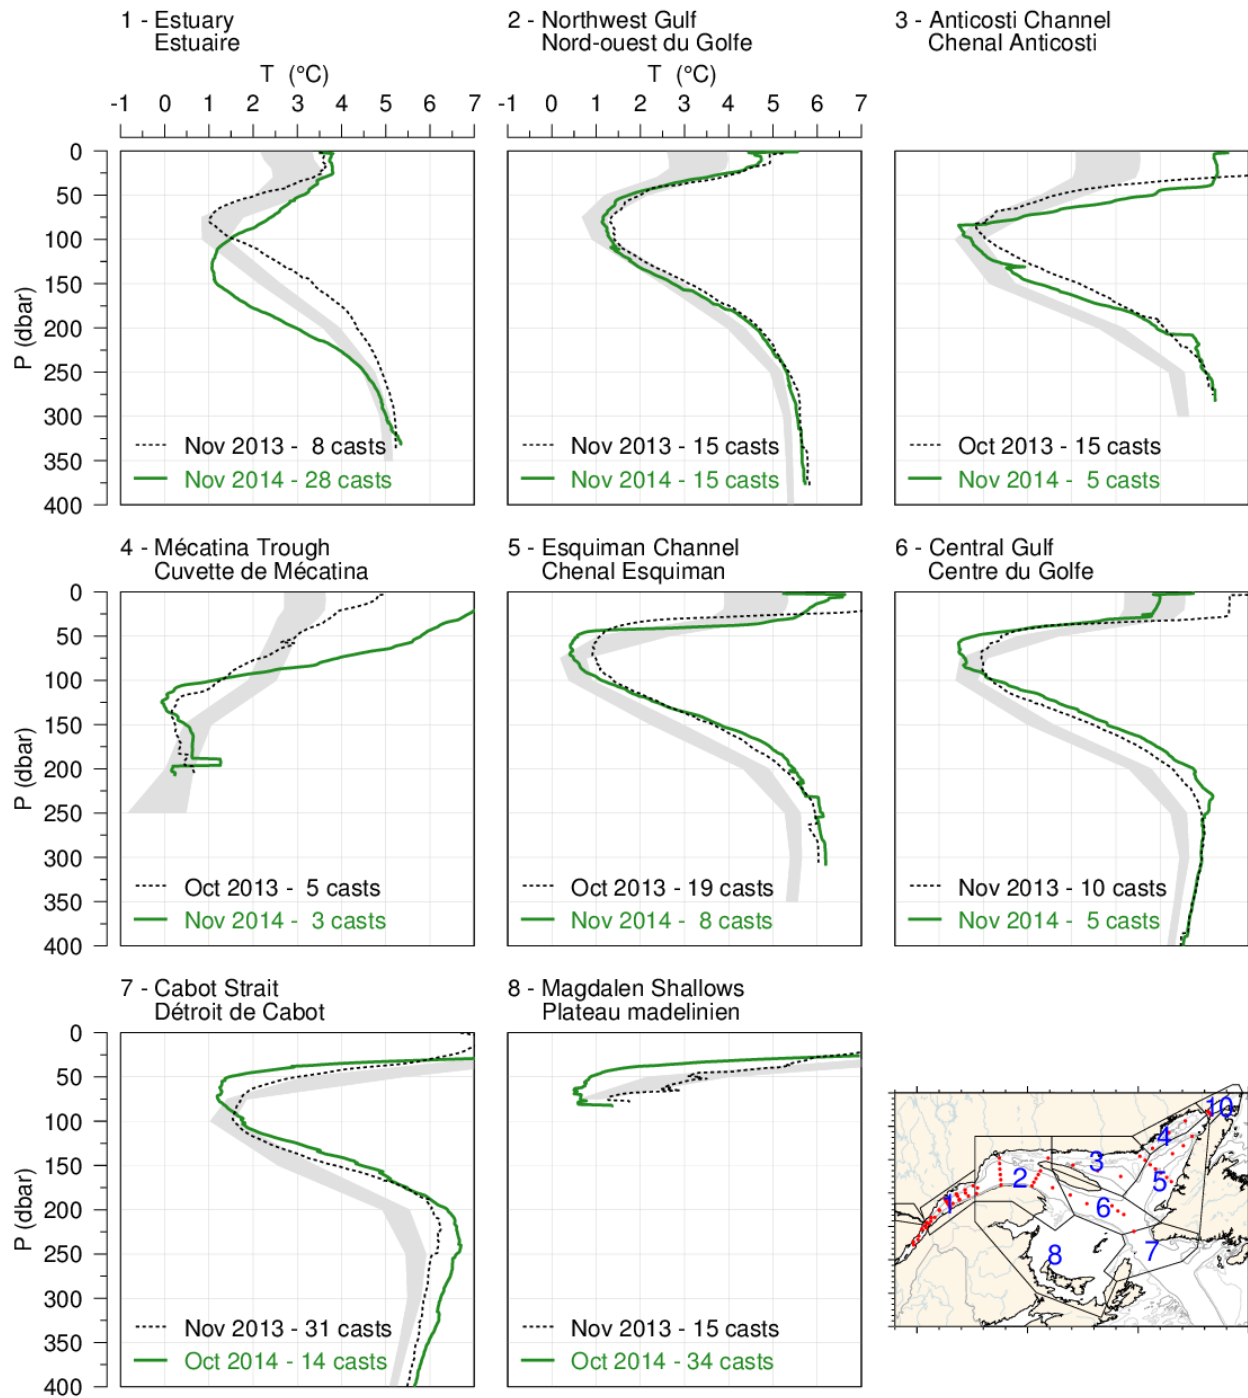 1 - Estuary
Estuaire
2 - Northwest Gulf
Nord-ouest du Golfe
3 - Anticosti Channel
Chenal Anticosti
T (°C)
T (°C)
-1 0 1 2 3 4 5 6 7
-1 0 1 2 3 4 5 6 7
0
50
100
150
200
250
300
350
400
P (dbar)
Nov 2013 - 8 casts
Nov 2014 - 28 casts
Nov 2013 - 15 casts
Nov 2014 - 15 casts
Oct 2013 - 15 casts
Nov 2014 - 5 casts
4 - Mécatina Trough
Cuvette de Mécatina
5 - Esquiman Channel
Chenal Esquiman
6 - Central Gulf
Centre du Golfe
0
50
100
150
200
250
300
350
400
P (dbar)
Oct 2013 - 5 casts
Nov 2014 - 3 casts
Oct 2013 - 19 casts
Nov 2014 - 8 casts
Nov 2013 - 10 casts
Nov 2014 - 5 casts
7 - Cabot Strait
Détroit de Cabot
8 - Magdalen Shallows
Plateau madelinien
0
50
100
150
200
250
300
350
400
P (dbar)
Nov 2013 - 31 casts
Oct 2014 - 14 casts
Nov 2013 - 15 casts
Oct 2014 - 34 casts
10
4
3
2
5
1
6
7
8